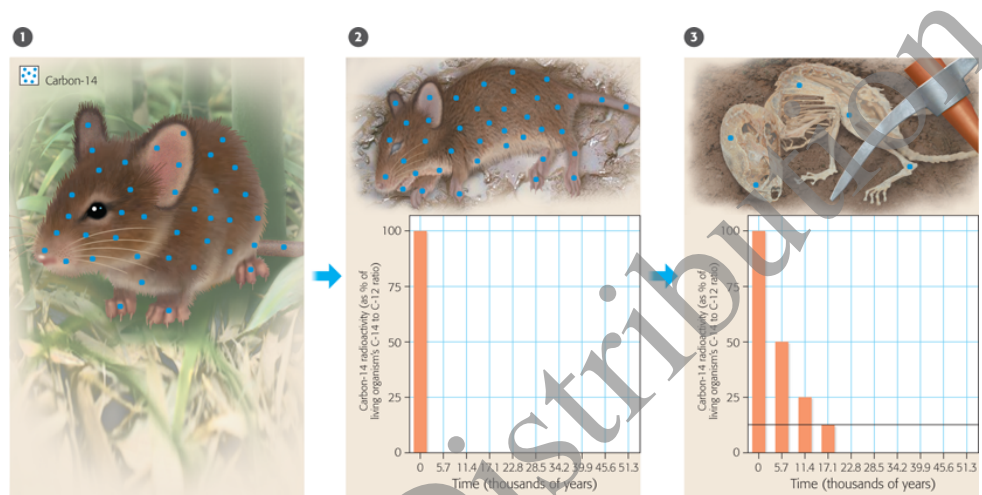 1
2
3
Carbon-14
Carbon-14 radioactivity (as % of
living organism's C-14 to C-12 ratio)
100
75
50
25
0
0 5.7 11.4 17.1 22.8 28.5 34.2 39.9 45.6 51.3
Time (thousands of years)
Carbon-14 radioactivity (as % of
living organism's C-14 to C-12 ratio)
100
75
50
25
0
0 5.7 11.4 17.1 22.8 28.5 34.2 39.9 45.6 51.3
Time (thousands of years)
istribution